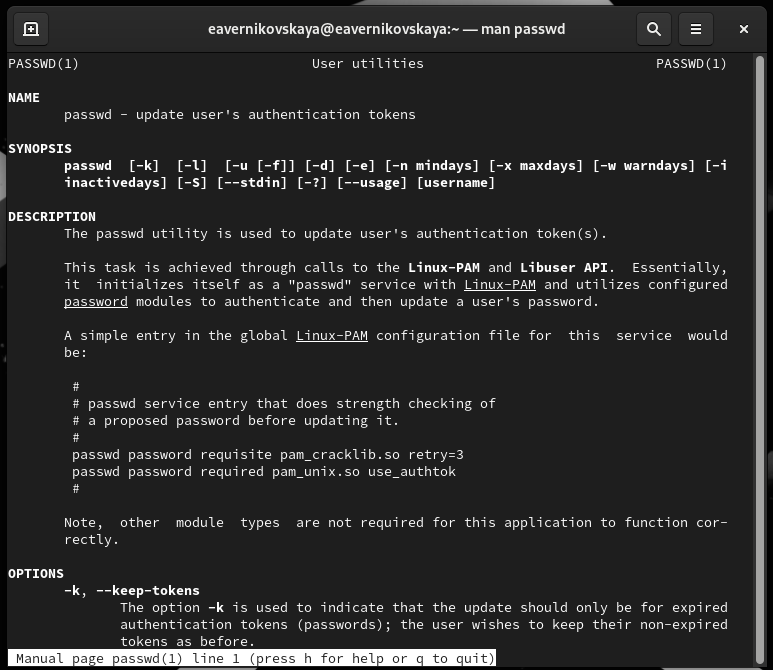 eavernikovskaya@eavernikovskaya:~ — man passwd
PASSWD(1)                             User utilities                             PASSWD(1)
NAME
       passwd - update user's authentication tokens
SYNOPSIS
       passwd  [-k]  [-l]  [-u [-f]] [-d] [-e] [-n mindays] [-x maxdays] [-w warndays] [-i
       inactivedays] [-S] [--stdin] [-?] [--usage] [username]
DESCRIPTION
       The passwd utility is used to update user's authentication token(s).
       This task is achieved through calls to the Linux-PAM and Libuser API.  Essentially,
       it  initializes itself as a "passwd" service with Linux-PAM and utilizes configured
       password modules to authenticate and then update a user's password.
       A simple entry in the global Linux-PAM configuration file for  this  service  would
       be:
        #
        # passwd service entry that does strength checking of
        # a proposed password before updating it.
        #
        passwd password requisite pam_cracklib.so retry=3
        passwd password required pam_unix.so use_authtok
        #
       Note,  other  module  types  are not required for this application to function cor-
       rectly.
OPTIONS
       -k, --keep-tokens
              The option -k is used to indicate that the update should only be for expired
              authentication tokens (passwords); the user wishes to keep their non-expired
              tokens as before.
 Manual page passwd(1) line 1 (press h for help or q to quit)